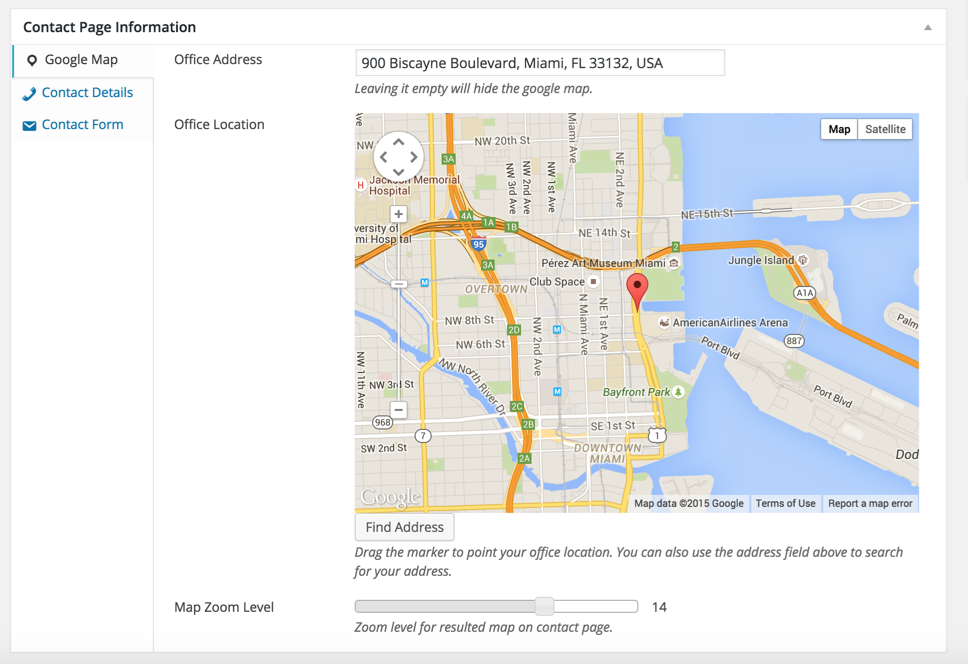 Contact Page Information
Google Map
Contact Details
Contact Form
Office Address
900 Biscayne Boulevard, Miami, FL 33132, USA
Leaving it empty will hide the google map.
Office Location
Map Satellite
NW 20th St
Miami Ave
NE 2nd Ave
NW
3A
H
Jackson Memorial
Hospital
NW 3rd Ave
NW 2nd Ave
NW 1st Ave
4A
1A
1B
versity of
mi Hospital
95
NE 15th St
NE 14th St
2
3A
Pérez Art Museum Miami
Jungle Island
Club Space
M
OVERTOWN
A1A
N Miami Ave
NE 1st Ave
NW 8th St
2D
NW 2nd Ave
M
AmericanAirlines Arena
Palm
NW 6th St
887
Port Blvd
NW 11th Ave
NW 3rd St
NW North River Dr
M
Bayfront Park
Port Blvd
2C
968
2B
SE 1st St
7
1
SW 2nd St
DOWNTOWN
MIAMI
2A
Dod
Google
Map data ©2015 Google Terms of Use Report a map error
Find Address
Drag the marker to point your office location. You can also use the address field above to search
for your address.
Map Zoom Level
14
Zoom level for resulted map on contact page.